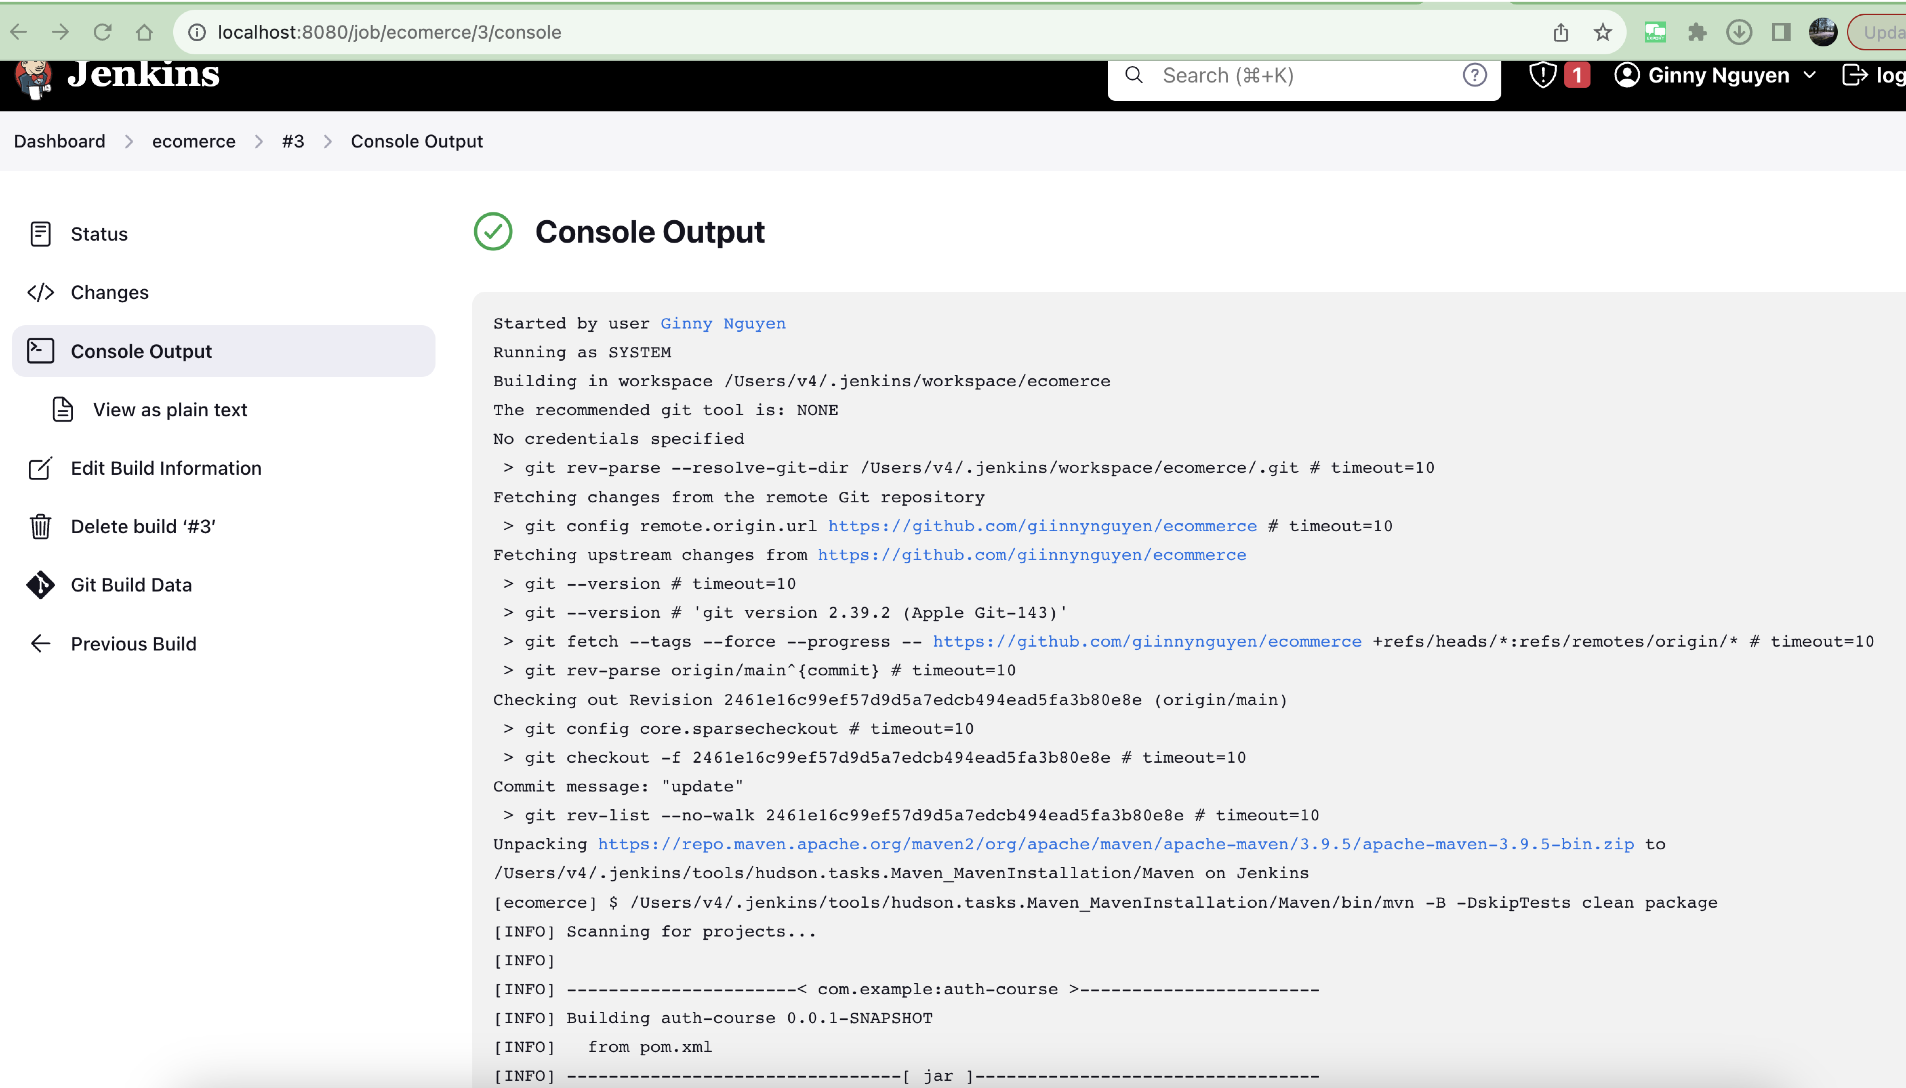 localhost:8080/job/ecomerce/3/console
Upda
Jenkins
Search (⌘+K)
?
1
Ginny Nguyen
log
Dashboard > ecomerce > #3 > Console Output
Status
Changes
Console Output
View as plain text
Edit Build Information
Delete build ‘#3’
Git Build Data
Previous Build
Console Output
Started by user Ginny Nguyen
Running as SYSTEM
Building in workspace /Users/v4/.jenkins/workspace/ecomerce
The recommended git tool is: NONE
No credentials specified
 > git rev-parse --resolve-git-dir /Users/v4/.jenkins/workspace/ecomerce/.git # timeout=10
Fetching changes from the remote Git repository
 > git config remote.origin.url https://github.com/giinnynguyen/ecommerce # timeout=10
Fetching upstream changes from https://github.com/giinnynguyen/ecommerce
 > git --version # timeout=10
 > git --version # 'git version 2.39.2 (Apple Git-143)'
 > git fetch --tags --force --progress -- https://github.com/giinnynguyen/ecommerce +refs/heads/*:refs/remotes/origin/* # timeout=10
 > git rev-parse origin/main^{commit} # timeout=10
Checking out Revision 2461e16c99ef57d9d5a7edcb494ead5fa3b80e8e (origin/main)
 > git config core.sparsecheckout # timeout=10
 > git checkout -f 2461e16c99ef57d9d5a7edcb494ead5fa3b80e8e # timeout=10
Commit message: "update"
 > git rev-list --no-walk 2461e16c99ef57d9d5a7edcb494ead5fa3b80e8e # timeout=10
Unpacking https://repo.maven.apache.org/maven2/org/apache/maven/apache-maven/3.9.5/apache-maven-3.9.5-bin.zip to
/Users/v4/.jenkins/tools/hudson.tasks.Maven_MavenInstallation/Maven on Jenkins
[ecomerce] $ /Users/v4/.jenkins/tools/hudson.tasks.Maven_MavenInstallation/Maven/bin/mvn -B -DskipTests clean package
[INFO] Scanning for projects...
[INFO]
[INFO] ----------------------< com.example:auth-course >-----------------------
[INFO] Building auth-course 0.0.1-SNAPSHOT
[INFO]   from pom.xml
[INFO] --------------------------------[ jar ]---------------------------------